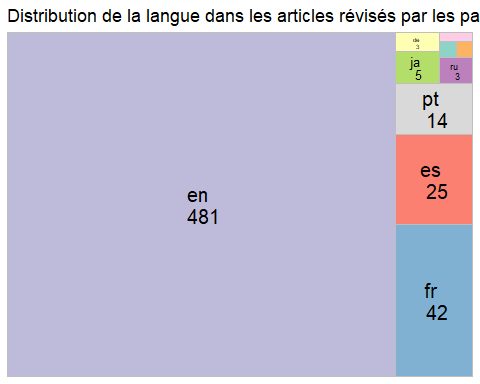 Distribution de la langue dans les articles révisés par les pa
de
3
ja
5
ru
3
pt
14
en
481
es
25
fr
42